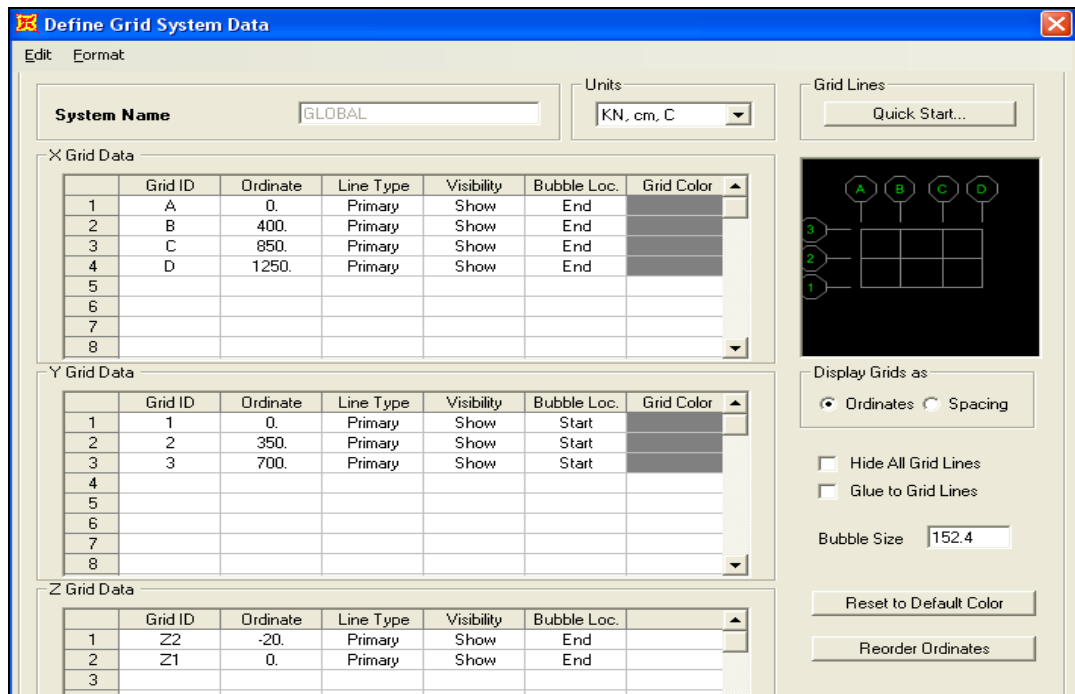 Define Grid System Data
Edit Format
System Name GLOBAL
Units
KN, cm, C
Grid Lines
Quick Start...
X Grid Data
Grid ID Ordinate Line Type Visibility Bubble Loc. Grid Color
1 A 0. Primary Show End
2 B 400. Primary Show End
3 C 850. Primary Show End
4 D 1250. Primary Show End
5
6
7
8
A B C D
3
2
1
Y Grid Data
Grid ID Ordinate Line Type Visibility Bubble Loc. Grid Color
1 1 0. Primary Show Start
2 2 350. Primary Show Start
3 3 700. Primary Show Start
4
5
6
7
8
Display Grids as
Ordinates Spacing
Hide All Grid Lines
Glue to Grid Lines
Bubble Size 152.4
Z Grid Data
Grid ID Ordinate Line Type Visibility Bubble Loc.
1 Z2 -20. Primary Show End
2 Z1 0. Primary Show End
3
Reset to Default Color
Reorder Ordinates